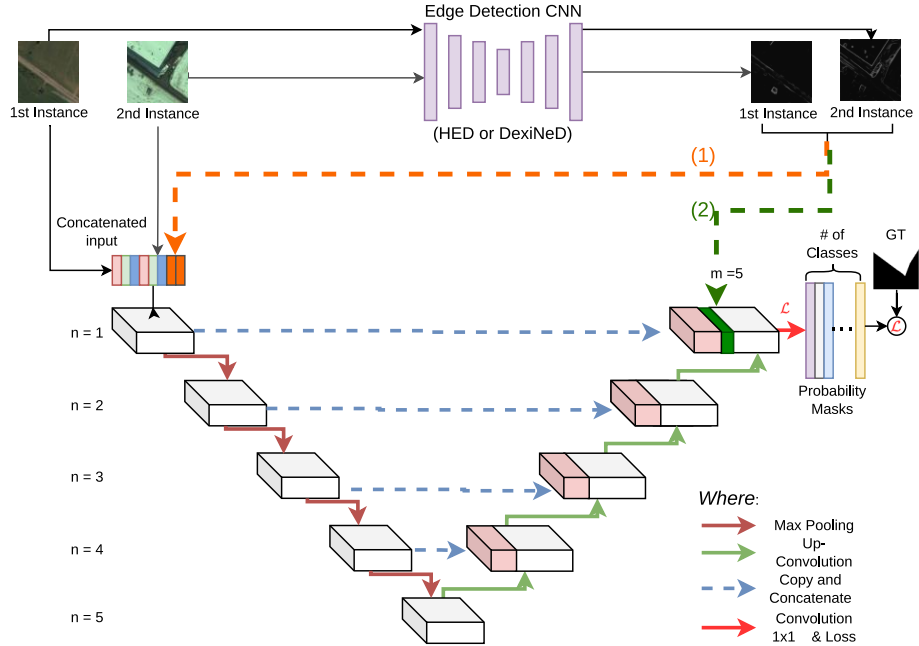 Edge Detection CNN
1st Instance
2nd Instance
(HED or DexiNeD)
1st Instance
2nd Instance
(1)
(2)
Concatenated
input
# of
Classes
GT
m =5
ℒ
ℒ
n = 1
n = 2
n = 3
n = 4
n = 5
Probability
Masks
Where:
Max Pooling
Up-
Convolution
Copy and
Concatenate
Convolution
1x1 & Loss